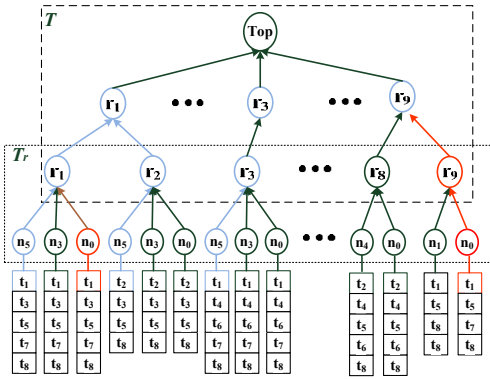 T
Top
r₁ ••• r₃ ••• r₉
Tᵣ
r₁ r₂ r₃ ••• r₈ r₉
n₅ n₃ n₀ n₅ n₃ n₀ n₅ n₃ n₀ ••• n₄ n₀ n₁ n₀
t₁ t₁ t₁ t₂ t₂ t₂ t₁ t₁ t₁ t₂ t₂ t₁ t₁
t₃ t₃ t₃ t₃ t₃ t₃ t₄ t₄ t₄ t₄ t₄ t₅ t₅
t₅ t₅ t₅ t₅ t₅ t₅ t₆ t₆ t₆ t₅ t₅ t₈ t₇
t₇ t₇ t₇ t₈ t₈ t₈ t₇ t₇ t₇ t₆ t₆ t₈ t₈
t₈ t₈ t₈ t₈ t₈ t₈ t₈ t₈